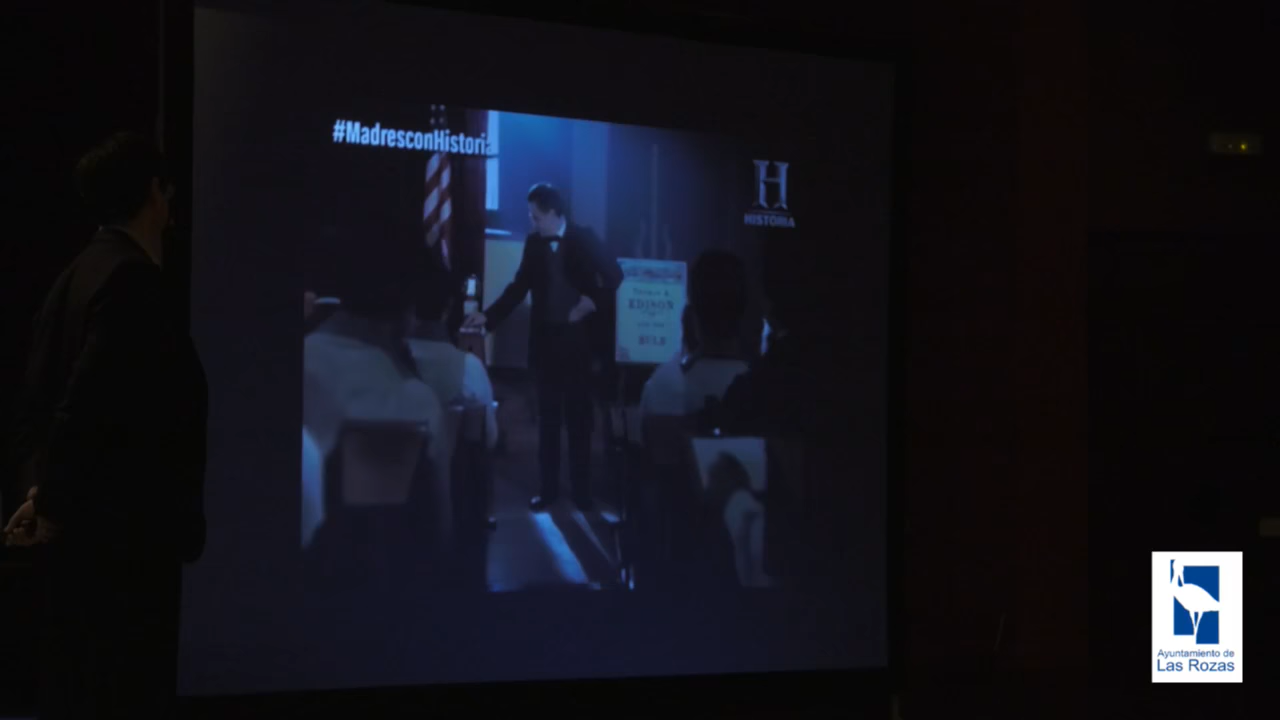 #MadresconHistoria
H
HISTORIA
EDISON
BULB
Ayuntamiento de
Las Rozas